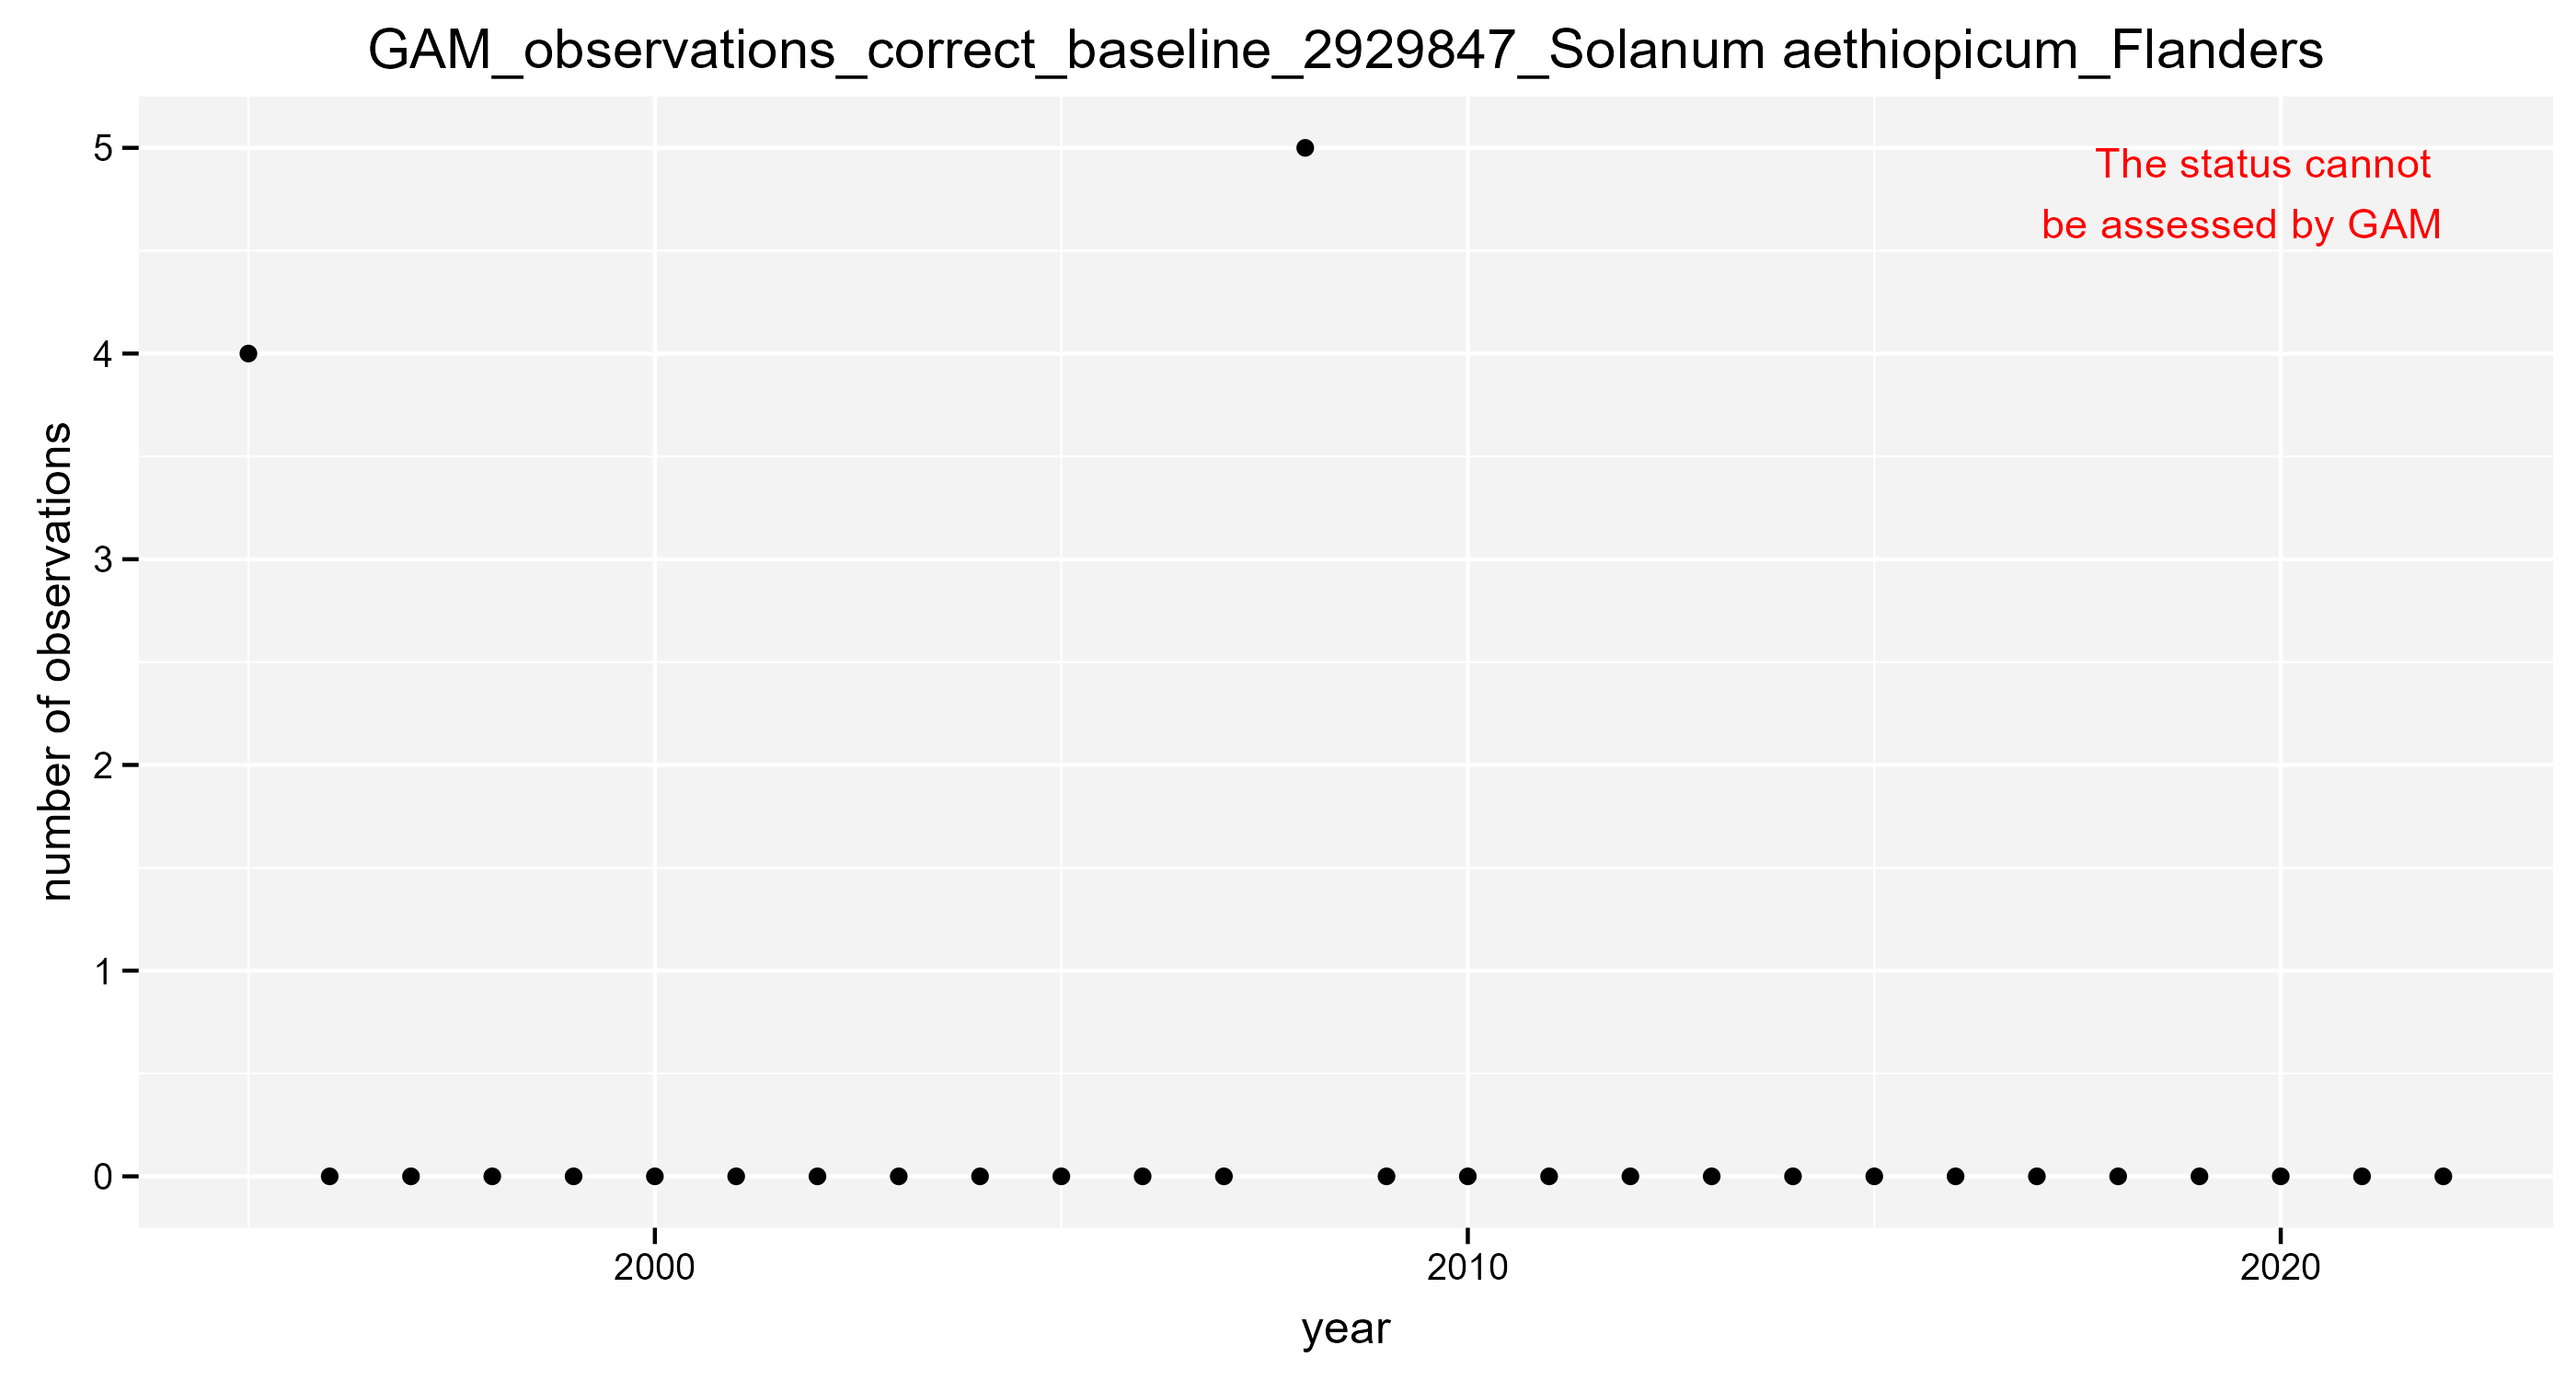 GAM_observations_correct_baseline_2929847_Solanum aethiopicum_Flanders
5
4
3
2
1
0
number of observations
The status cannot
be assessed by GAM
2000
2010
2020
year